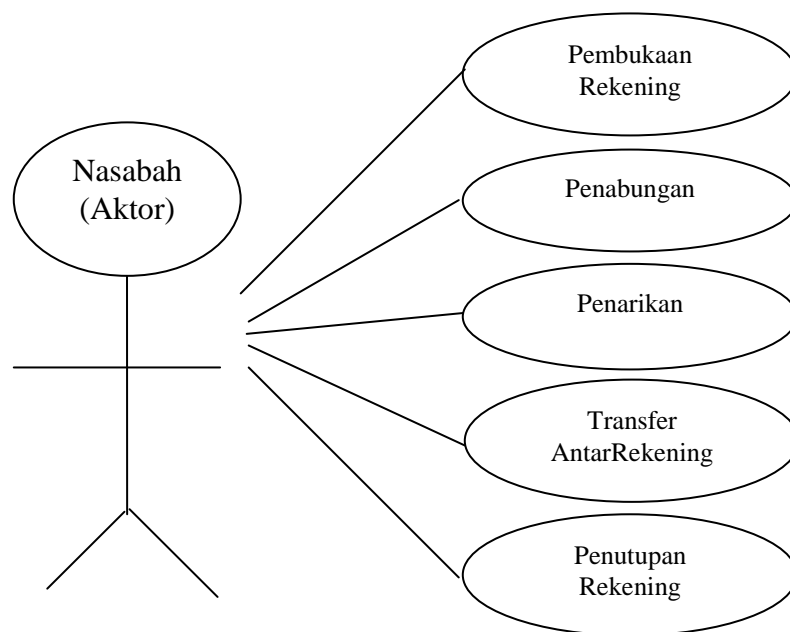 Nasabah
(Aktor)
Pembukaan
Rekening
Penabungan
Penarikan
Transfer
AntarRekening
Penutupan
Rekening